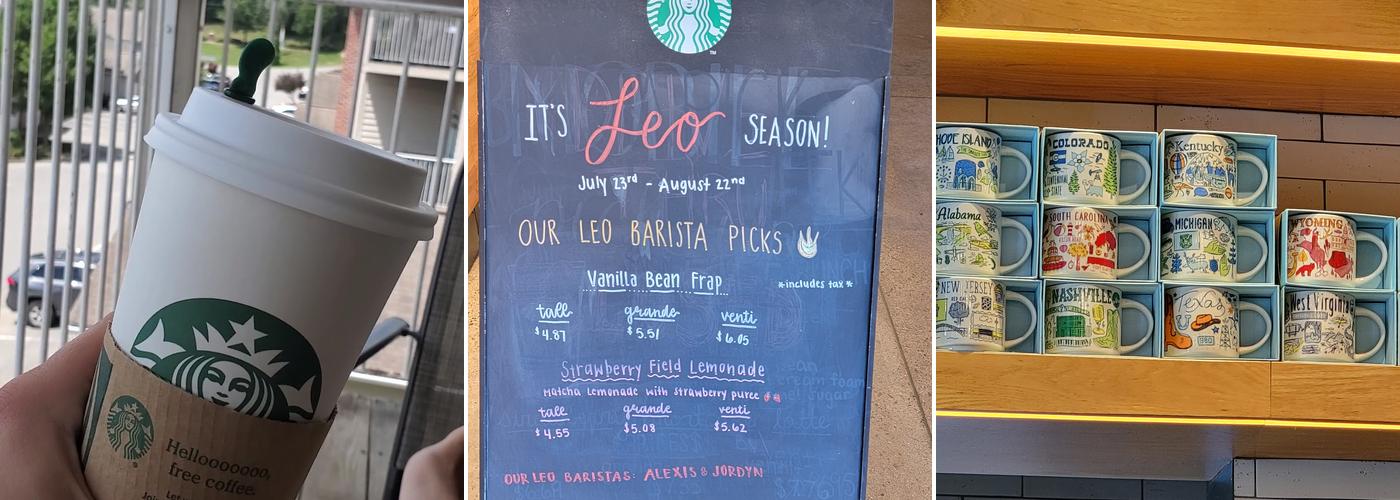 Hellooooooo,
free coffee.
TM
IT'S Leo SEASON!
July 23rd - August 22nd
OUR LEO BARISTA PICKS
Vanilla Bean Frap
*includes tax*
tall grande venti
$4.87 $5.51 $6.05
Strawberry Field Lemonade
Matcha Lemonade with strawberry puree
tall grande venti
$4.55 $5.08 $5.62
OUR LEO BARISTAS: ALEXIS & JORDYN
HODE ISLAND
COLORADO
Kentucky
Alabama
SOUTH CAROLINA
MICHIGAN
WYOMING
NEW JERSEY
NASHVILLE
Texas
West Virginia